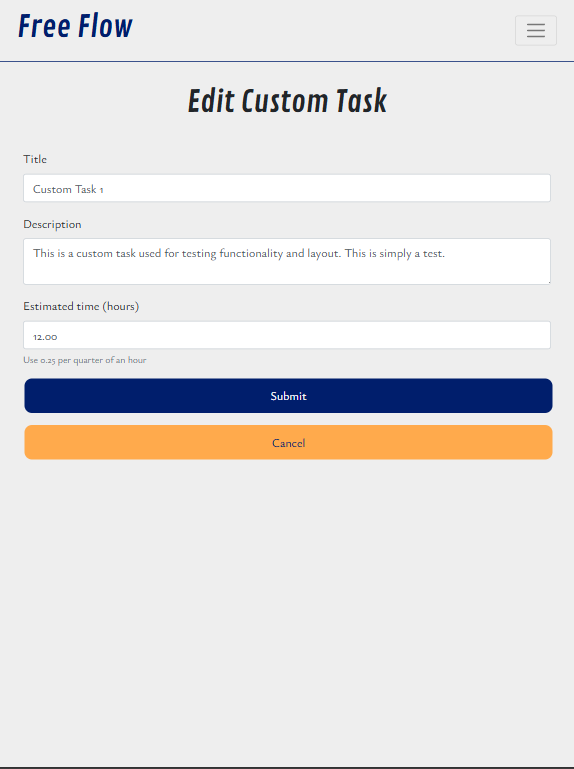 Free Flow
Edit Custom Task
Title
Custom Task 1
Description
This is a custom task used for testing functionality and layout. This is simply a test.
Estimated time (hours)
12.00
Use 0.25 per quarter of an hour
Submit
Cancel